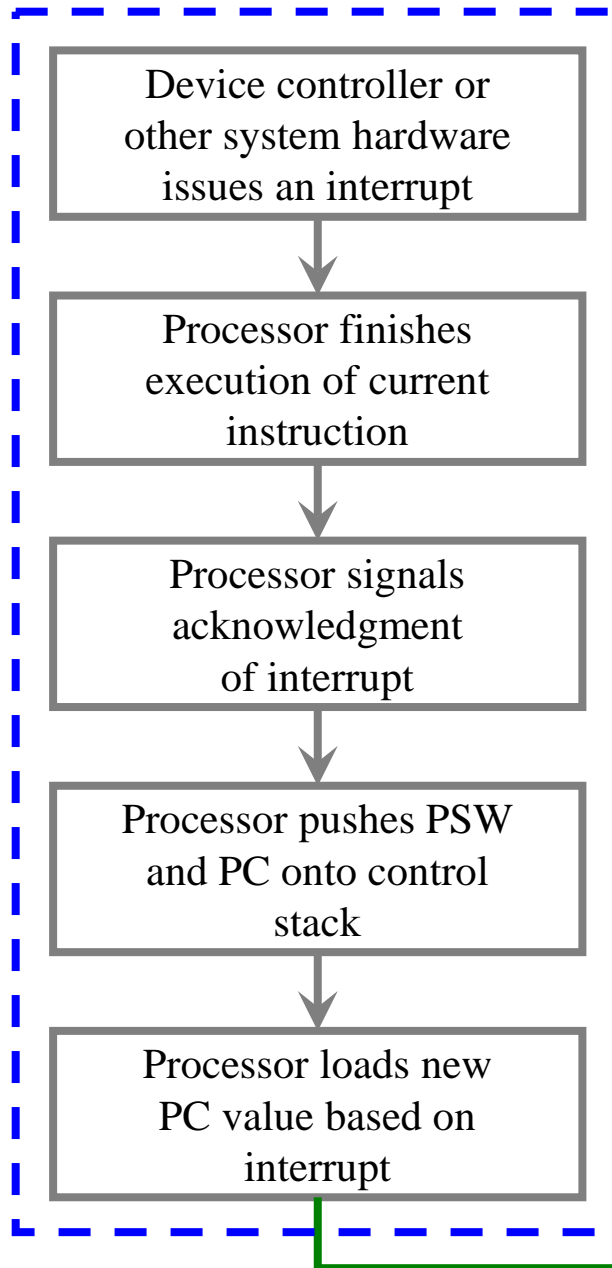 Device controller or
other system hardware
issues an interrupt
Processor finishes
execution of current
instruction
Processor signals
acknowledgment
of interrupt
Processor pushes PSW
and PC onto control
stack
Processor loads new
PC value based on
interrupt